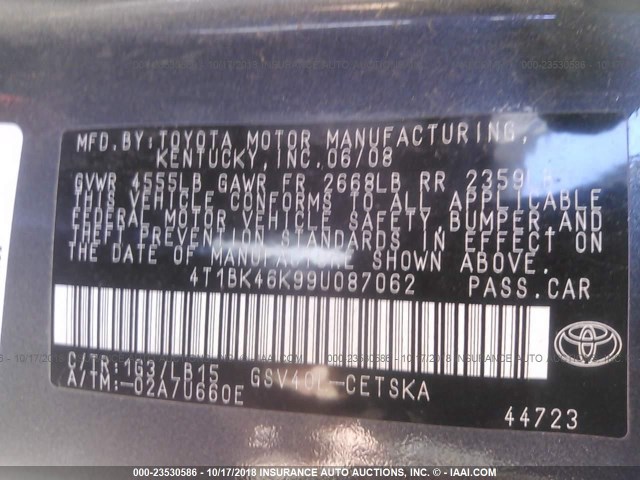 MFD.BY:TOYOTA MOTOR MANUFACTURING,
KENTUCKY,INC.06/08
GVWR 4555LB GAWR FR 2668LB RR 2359LB
THIS VEHICLE CONFORMS TO ALL APPLICABLE
FEDERAL MOTOR VEHICLE SAFETY,BUMPER,AND
THEFT PREVENTION STANDARDS IN EFFECT ON
THE DATE OF MANUFACTURE SHOWN ABOVE.
4T1BK46K99U087062 PASS.CAR
C/TR:1G3/LB15 GSV40L-CETSKA
A/TM:-02A/U660E
44723
000-23530586 - 10/17/2018 INSURANCE AUTO AUCTIONS, INC. - IAAI.COM